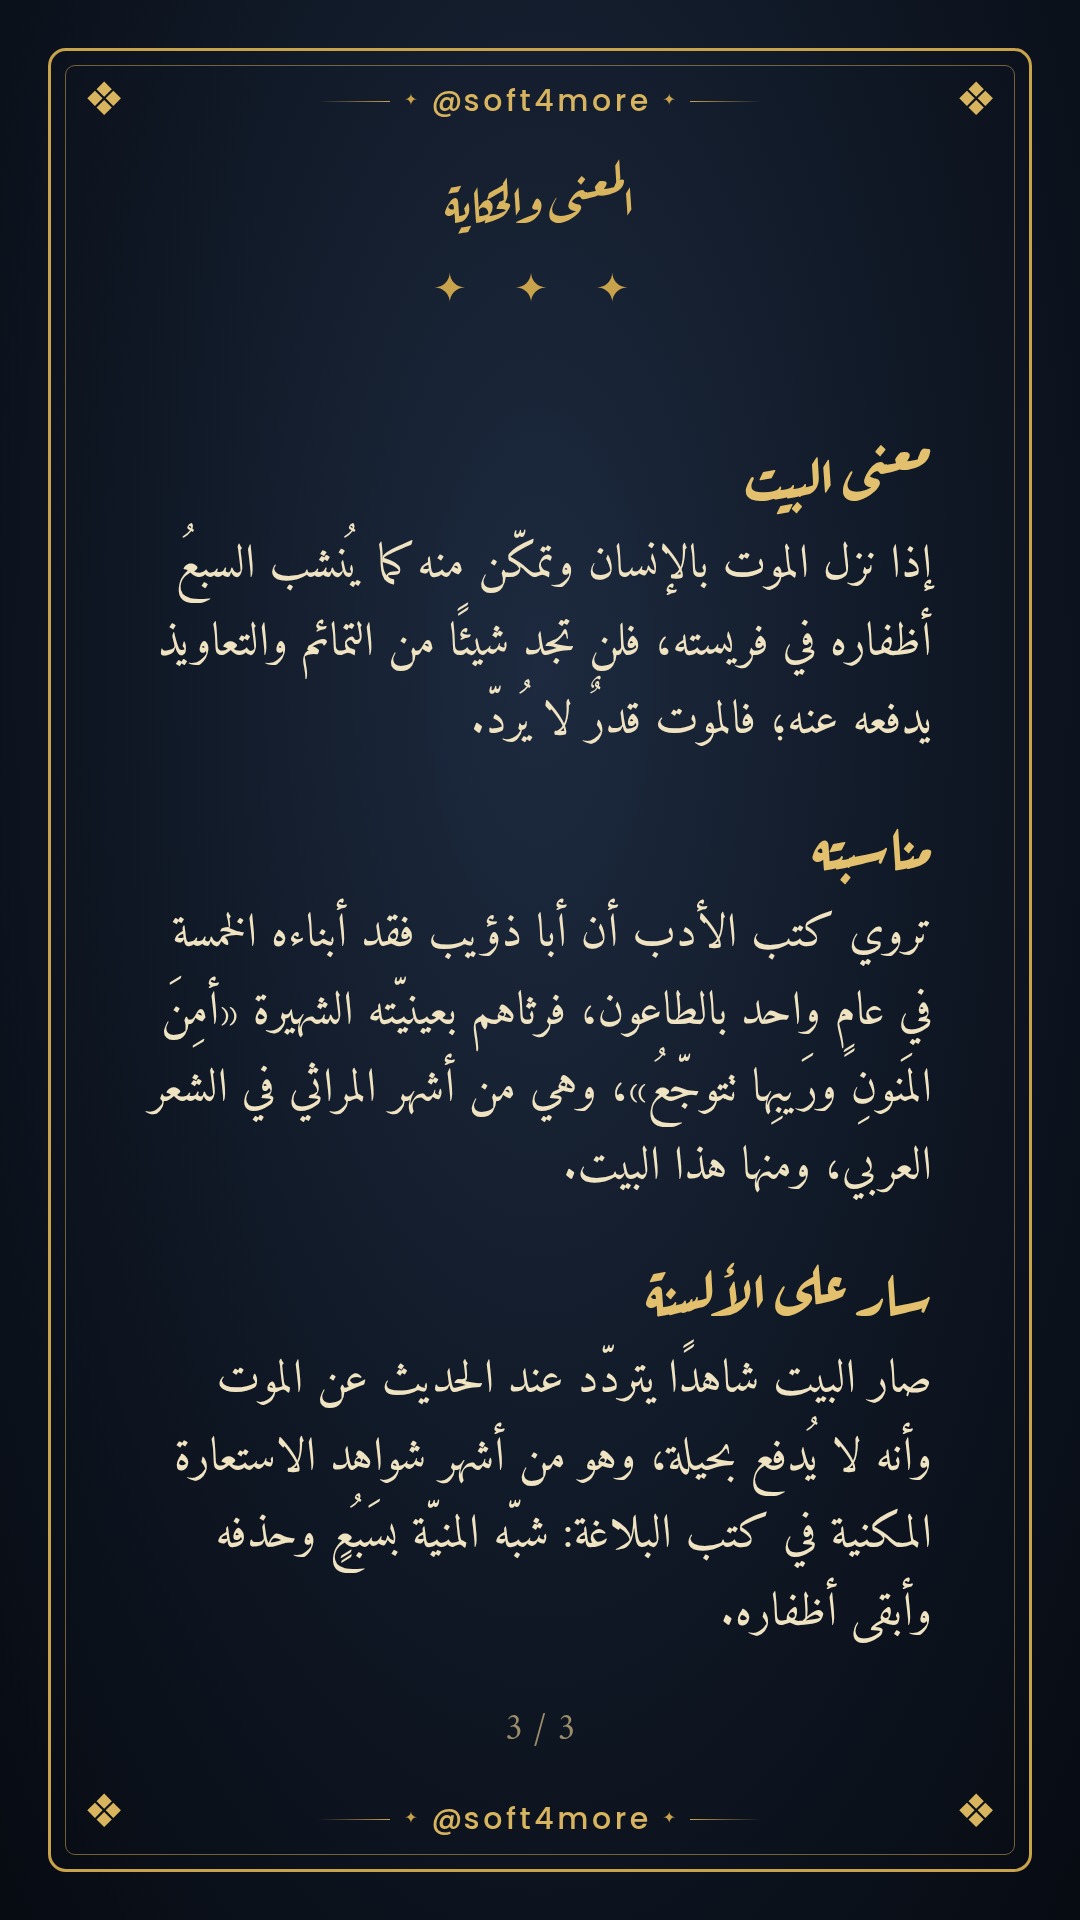 @soft4more
المعنى والحكاية
معنى البيت
إذا نزل الموت بالإنسان وتمكّن منه كما يُنشب السبعُ
أظفاره في فريسته، فلن تجد شيئًا من التمائم والتعاويذ
يدفعه عنه؛ فالموت قدرٌ لا يُردّ.
مناسبته
تروي كتب الأدب أن أبا ذؤيب فقد أبناءه الخمسة
في عامٍ واحد بالطاعون، فرثاهم بعينيّته الشهيرة «أمِنَ
المَنونِ ورَيبِها تتوجّعُ»، وهي من أشهر المراثي في الشعر
العربي، ومنها هذا البيت.
سار على الألسنة
صار البيت شاهدًا يتردّد عند الحديث عن الموت
وأنه لا يُدفع بحيلة، وهو من أشهر شواهد الاستعارة
المكنية في كتب البلاغة: شبّه المنيّة بسَبُعٍ وحذفه
وأبقى أظفاره.
3 / 3
@soft4more